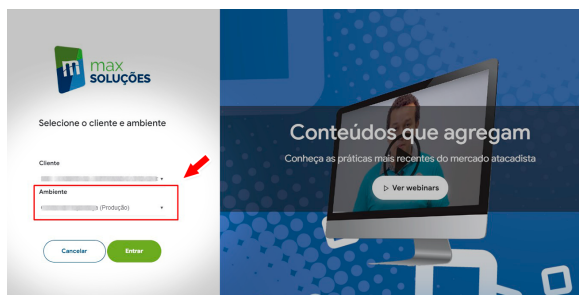 max
SOLUÇÕES
Selecione o cliente e ambiente
Cliente
Ambiente
(Produção)
Cancelar
Entrar
Conteúdos que agregam
Conheça as práticas mais recentes do mercado atacadista
Ver webinars